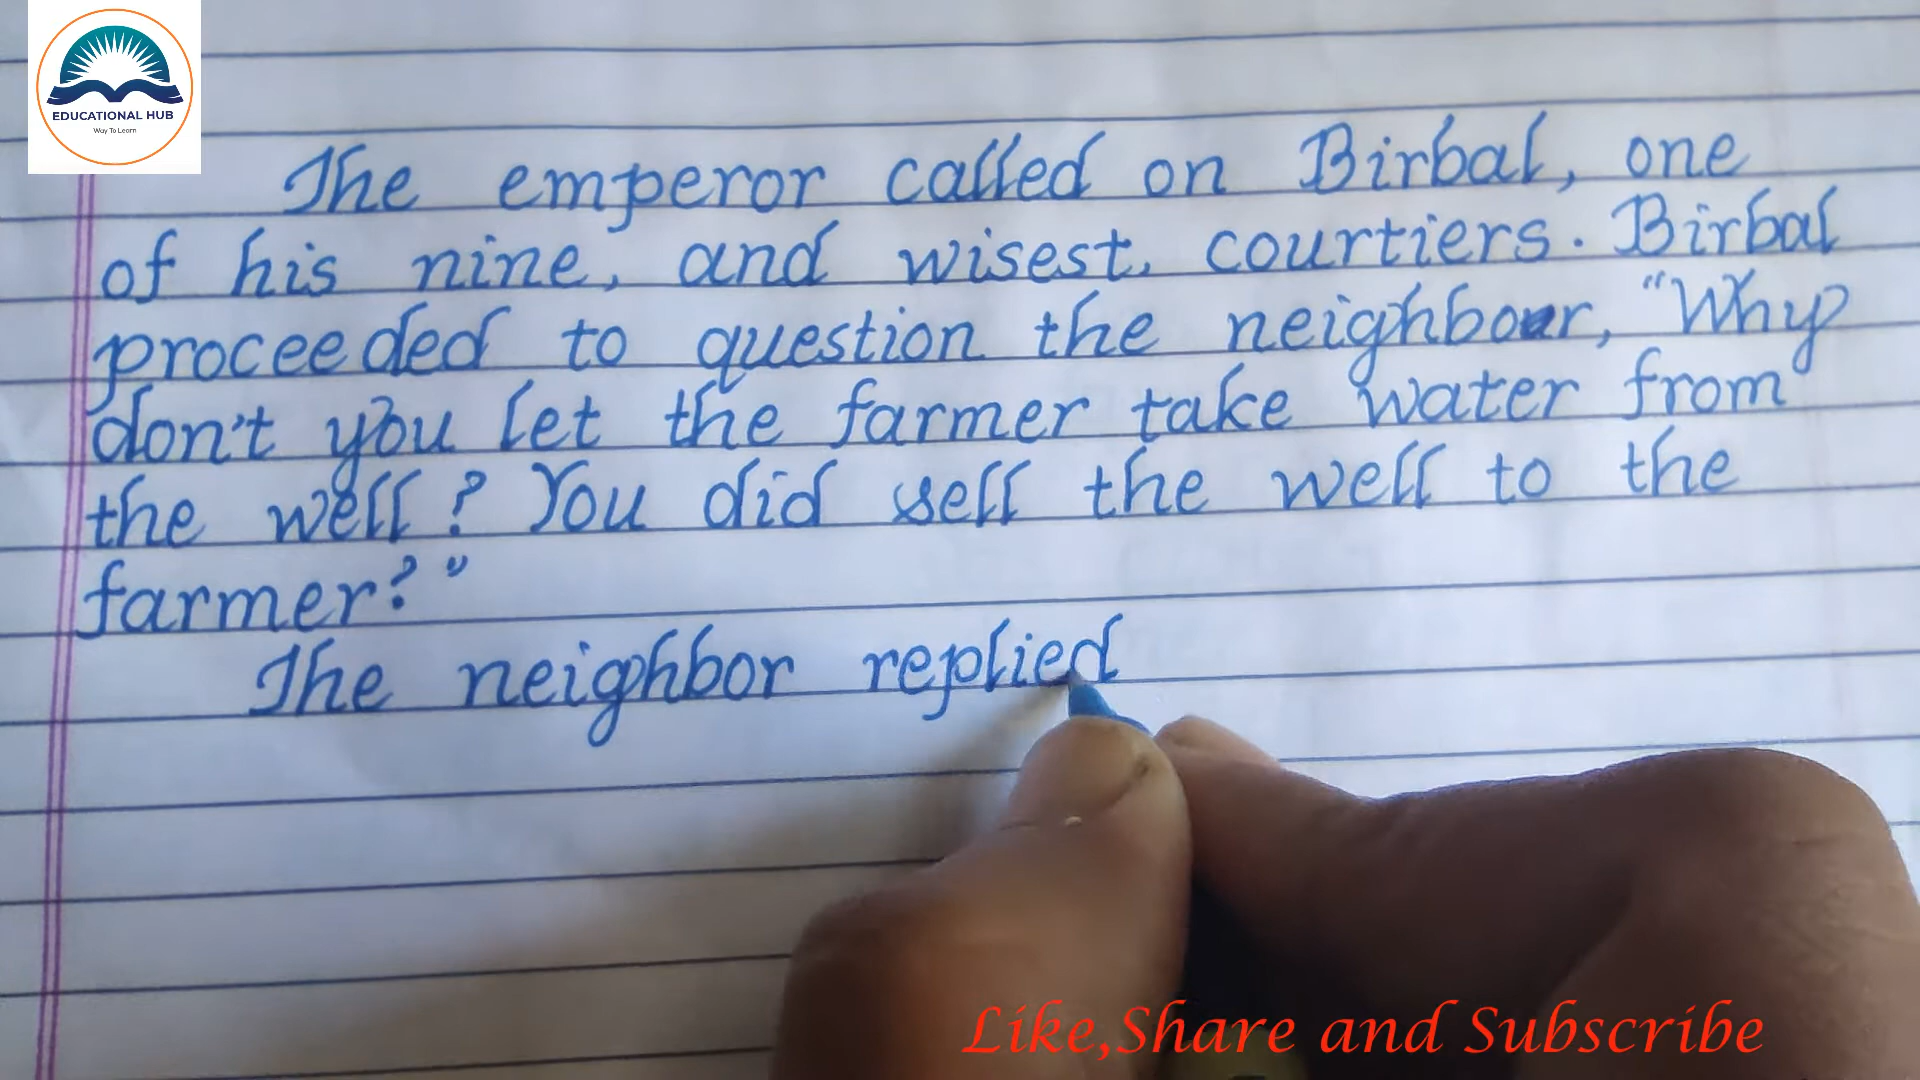 EDUCATIONAL HUB
Way To Learn
The emperor called on Birbal, one
of his nine, and wisest, courtiers. Birbal
proceeded to question the neighbour, “Why
don't you let the farmer take water from
the well? You did sell the well to the
farmer?”
The neighbor replied
Like,Share and Subscribe